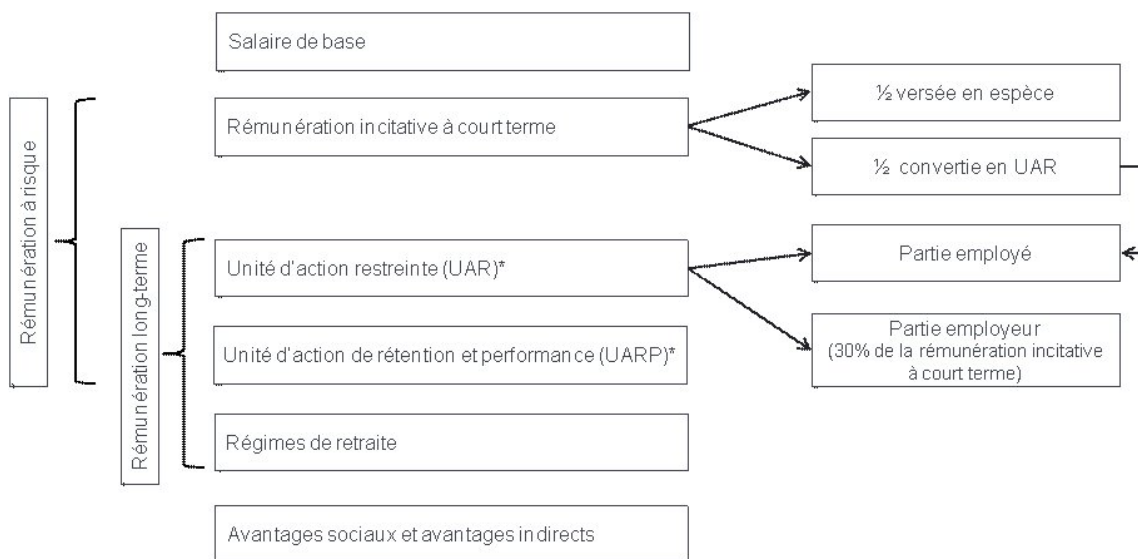 Salaire de base
Rémunération incitative à court terme
½ versée en espèce
½ convertie en UAR
Rémunération à risque
Rémunération long-terme
Unité d'action restreinte (UAR)*
Partie employé
Partie employeur
(30% de la rémunération incitative
à court terme)
Unité d'action de rétention et performance (UARP)*
Régimes de retraite
Avantages sociaux et avantages indirects